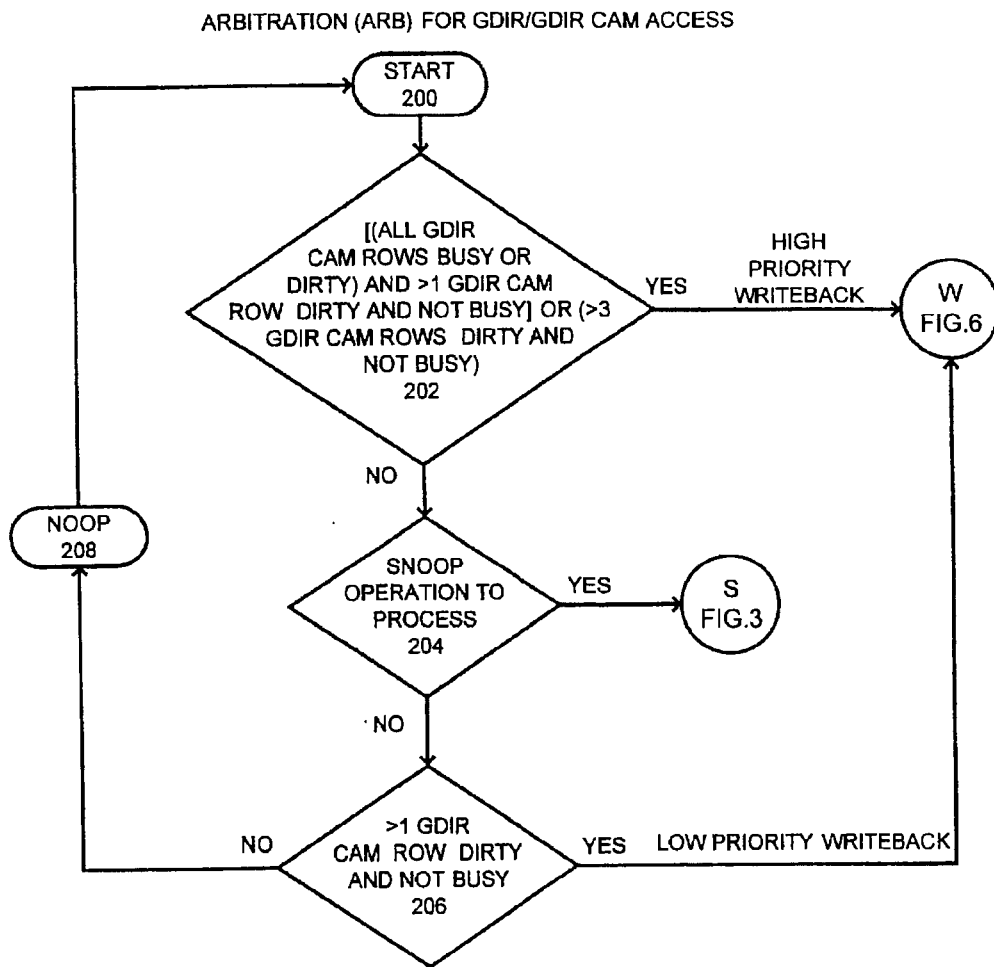 ARBITRATION (ARB) FOR GDIR/GDIR CAM ACCESS
START
200
[(ALL GDIR
CAM ROWS BUSY OR
DIRTY) AND >1 GDIR CAM
ROW DIRTY AND NOT BUSY] OR (>3
GDIR CAM ROWS DIRTY AND
NOT BUSY)
202
YES
HIGH
PRIORITY
WRITEBACK
W
FIG.6
NO
NOOP
208
SNOOP
OPERATION TO
PROCESS
204
YES
S
FIG.3
NO
>1 GDIR
CAM ROW DIRTY
AND NOT BUSY
206
NO
YES
LOW PRIORITY WRITEBACK